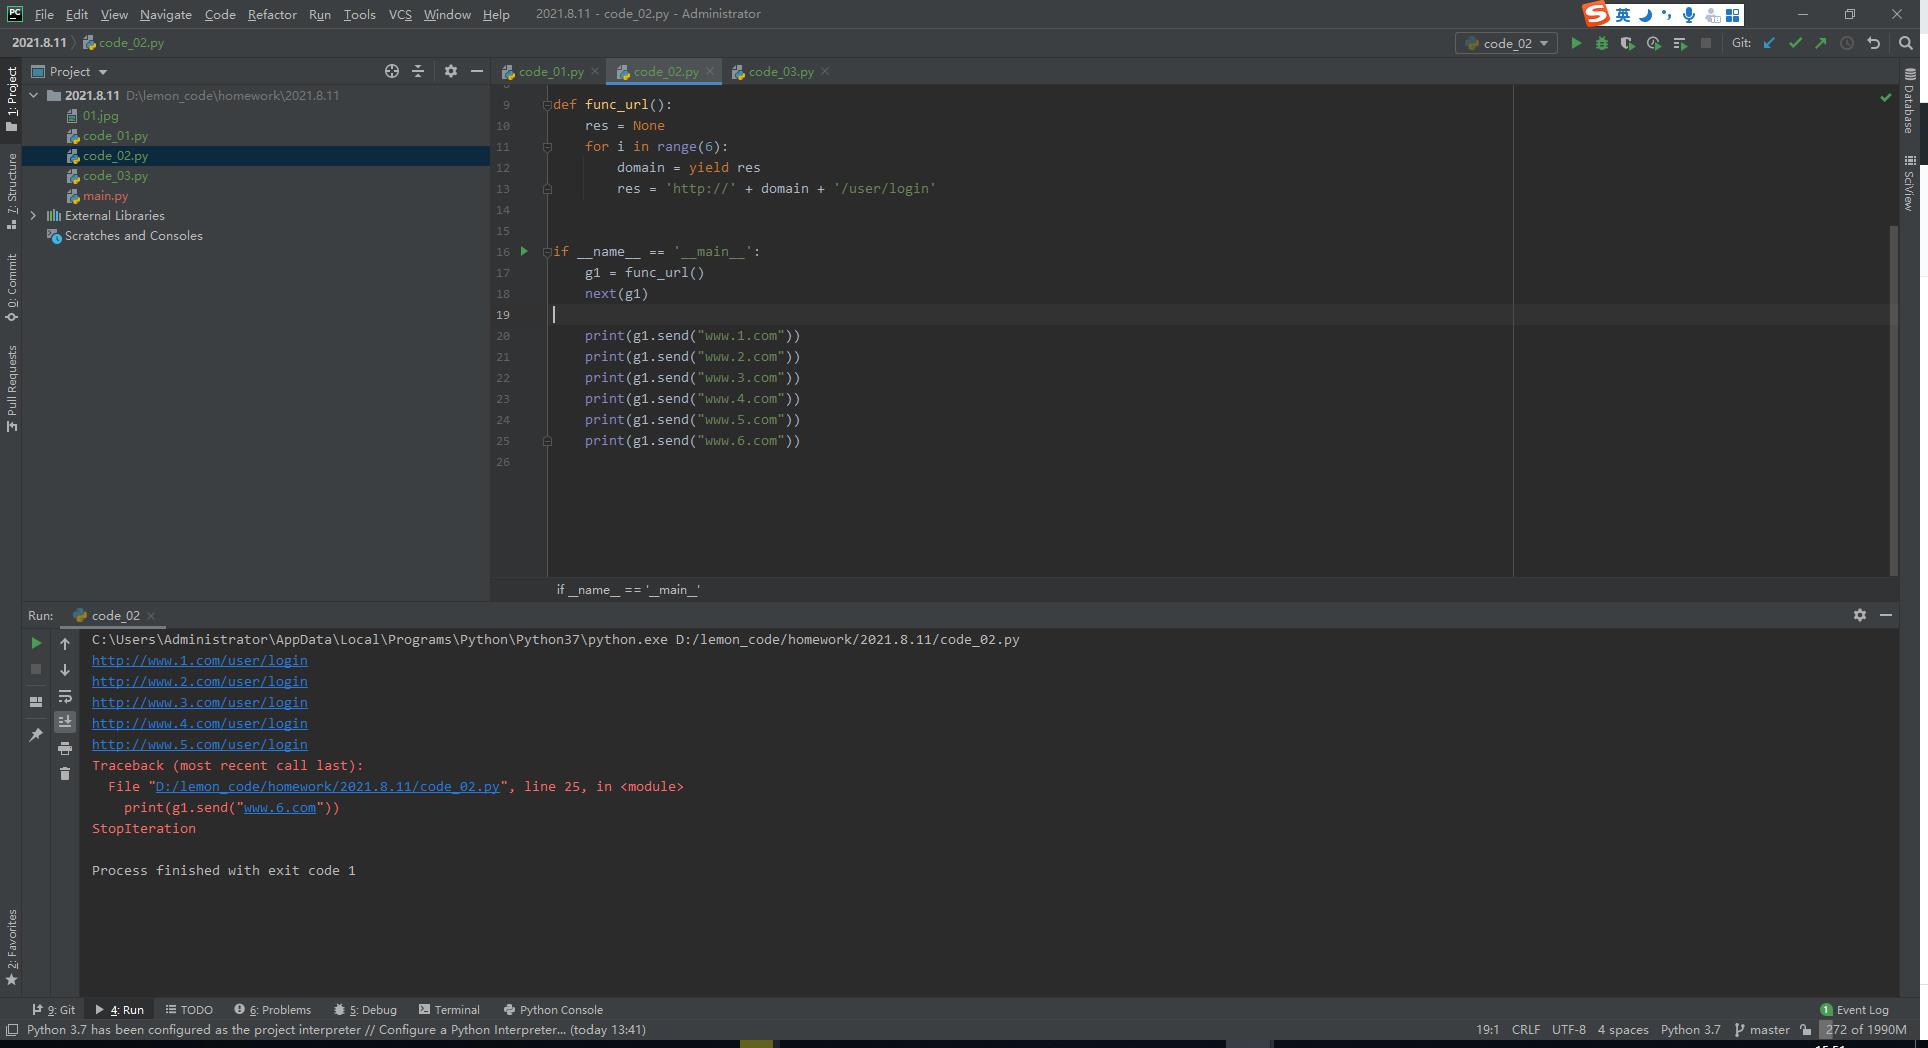 File Edit View Navigate Code Refactor Run Tools VCS Window Help 2021.8.11 - code_02.py - Administrator
英
2021.8.11 code_02.py
code_02
Git:
1: Project
7: Structure
0: Commit
Pull Requests
2: Favorites
Project
2021.8.11 D:\lemon_code\homework\2021.8.11
01.jpg
code_01.py
code_02.py
code_03.py
main.py
External Libraries
Scratches and Consoles
code_01.py code_02.py code_03.py
9 def func_url():
10 res = None
11 for i in range(6):
12 domain = yield res
13 res = 'http://' + domain + '/user/login'
14
15
16 if __name__ == '__main__':
17 g1 = func_url()
18 next(g1)
19
20 print(g1.send("www.1.com"))
21 print(g1.send("www.2.com"))
22 print(g1.send("www.3.com"))
23 print(g1.send("www.4.com"))
24 print(g1.send("www.5.com"))
25 print(g1.send("www.6.com"))
26
if __name__ == '__main__'
Database
SciView
Run: code_02
C:\Users\Administrator\AppData\Local\Programs\Python\Python37\python.exe D:/lemon_code/homework/2021.8.11/code_02.py
http://www.1.com/user/login
http://www.2.com/user/login
http://www.3.com/user/login
http://www.4.com/user/login
http://www.5.com/user/login
Traceback (most recent call last):
File "D:/lemon_code/homework/2021.8.11/code_02.py", line 25, in <module>
print(g1.send("www.6.com"))
StopIteration
Process finished with exit code 1
9: Git 4: Run TODO 6: Problems 5: Debug Terminal Python Console 1 Event Log
Python 3.7 has been configured as the project interpreter // Configure a Python Interpreter... (today 13:41) 19:1 CRLF UTF-8 4 spaces Python 3.7 master 272 of 1990M